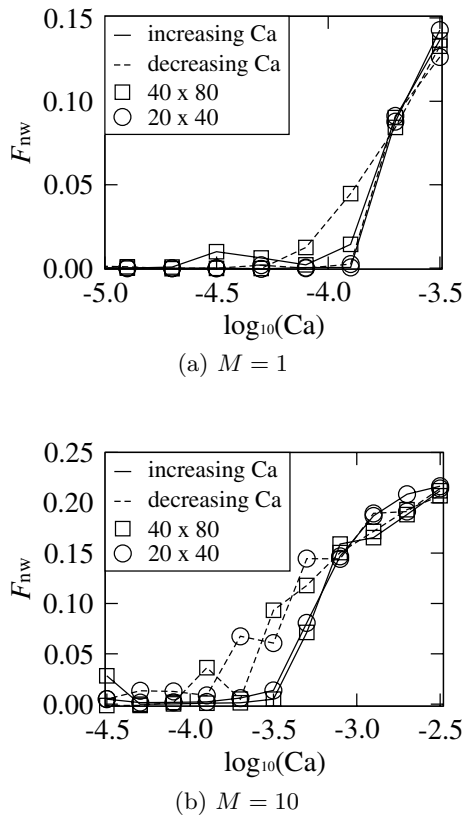 0.15
0.10
0.05
0.00
F_nw
increasing Ca
decreasing Ca
40 x 80
20 x 40
-5.0 -4.5 -4.0 -3.5
log₁₀(Ca)
(a) M = 1
0.25
0.20
0.15
0.10
0.05
0.00
F_nw
increasing Ca
decreasing Ca
40 x 80
20 x 40
-4.5 -4.0 -3.5 -3.0 -2.5
log₁₀(Ca)
(b) M = 10